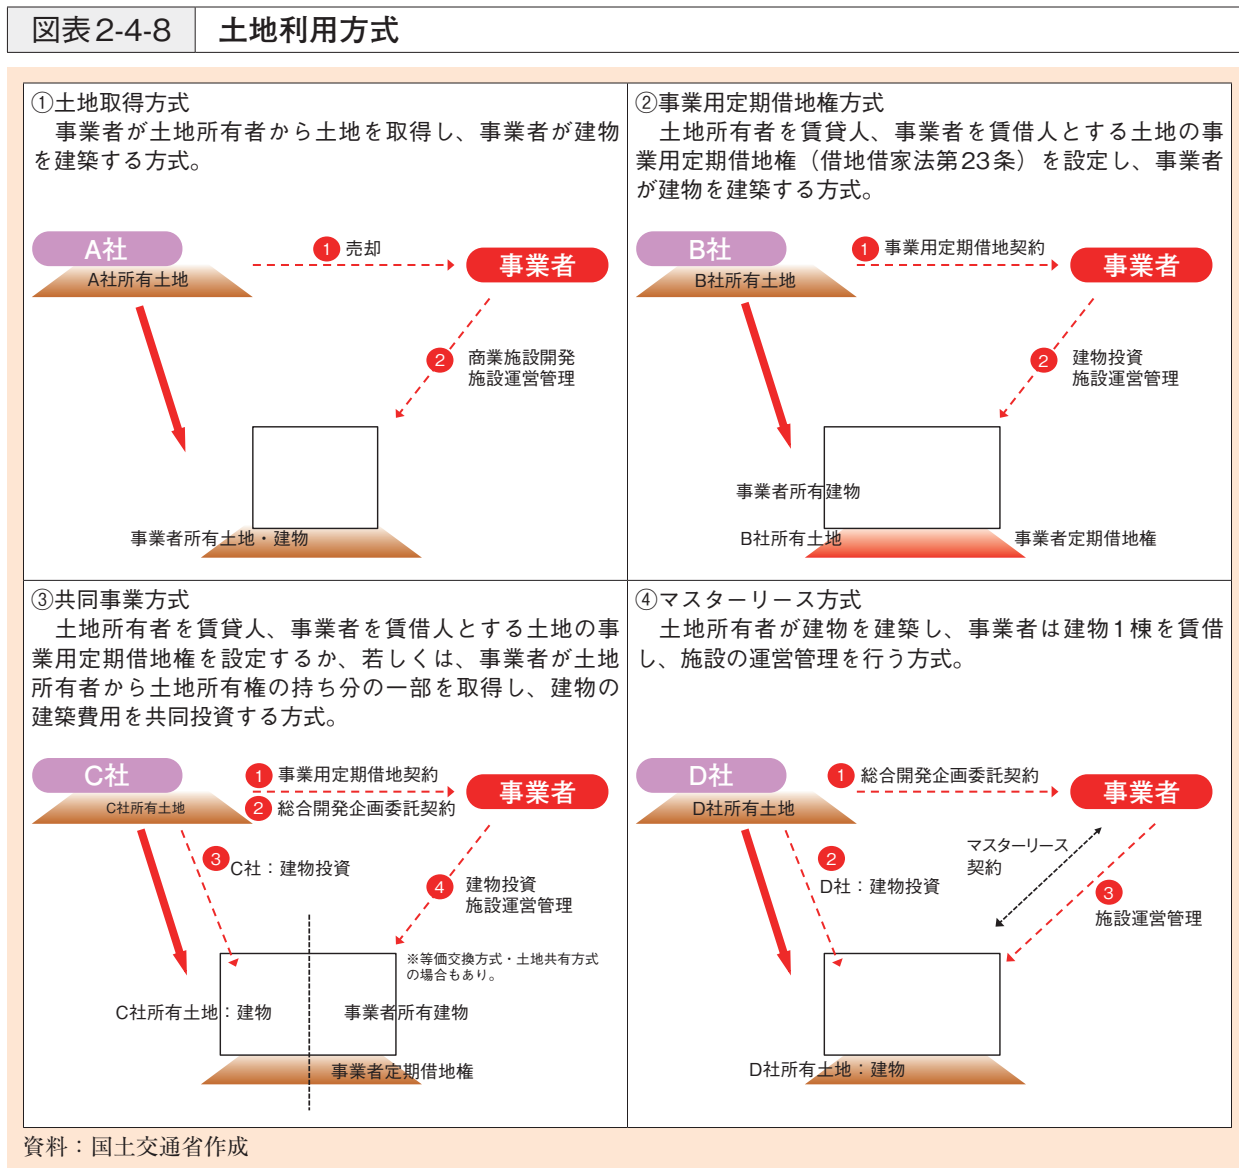 図表2-4-8 土地利用方式
①土地取得方式
事業者が土地所有者から土地を取得し、事業者が建物
を建築する方式。
A社
A社所有土地
1 売却
事業者
2 商業施設開発
施設運営管理
事業者所有土地・建物
②事業用定期借地権方式
土地所有者を賃貸人、事業者を賃借人とする土地の事
業用定期借地権（借地借家法第23条）を設定し、事業者
が建物を建築する方式。
B社
B社所有土地
1 事業用定期借地契約
事業者
2 建物投資
施設運営管理
事業者所有建物
B社所有土地
事業者定期借地権
③共同事業方式
土地所有者を賃貸人、事業者を賃借人とする土地の事
業用定期借地権を設定するか、若しくは、事業者が土地
所有者から土地所有権の持ち分の一部を取得し、建物の
建築費用を共同投資する方式。
C社
C社所有土地
1 事業用定期借地契約
2 総合開発企画委託契約
事業者
3 C社：建物投資
4 建物投資
施設運営管理
※等価交換方式・土地共有方式
の場合もあり。
C社所有土地：建物
事業者所有建物
事業者定期借地権
④マスターリース方式
土地所有者が建物を建築し、事業者は建物1棟を賃借
し、施設の運営管理を行う方式。
D社
D社所有土地
1 総合開発企画委託契約
事業者
2
D社：建物投資
マスターリース
契約
3
施設運営管理
D社所有土地：建物
資料：国土交通省作成